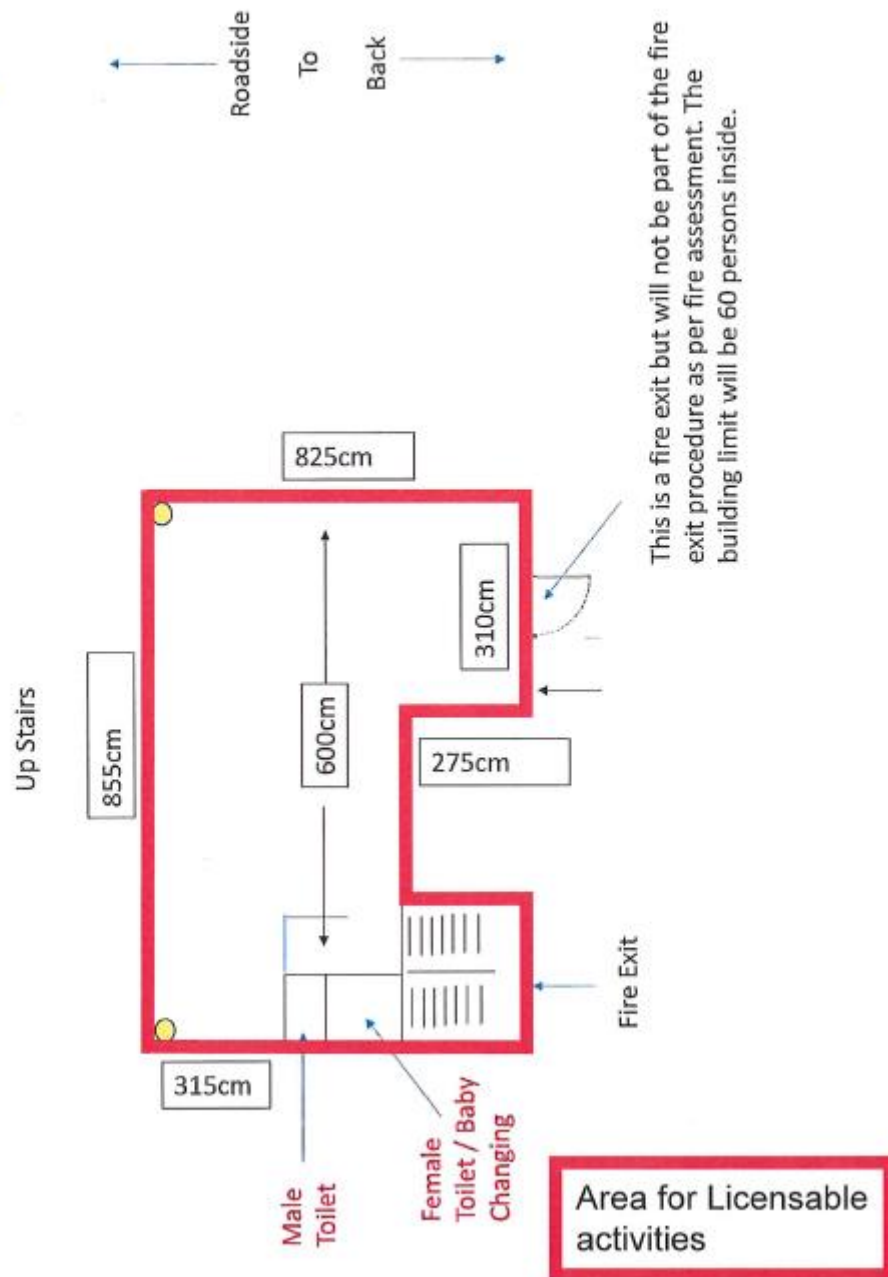 Roadside
To
Back
Up Stairs
855cm
825cm
600cm
310cm
275cm
315cm
Male
Toilet
Female
Toilet / Baby
Changing
Fire Exit
This is a fire exit but will not be part of the fire
exit procedure as per fire assessment. The
building limit will be 60 persons inside.
Area for Licensable
activities